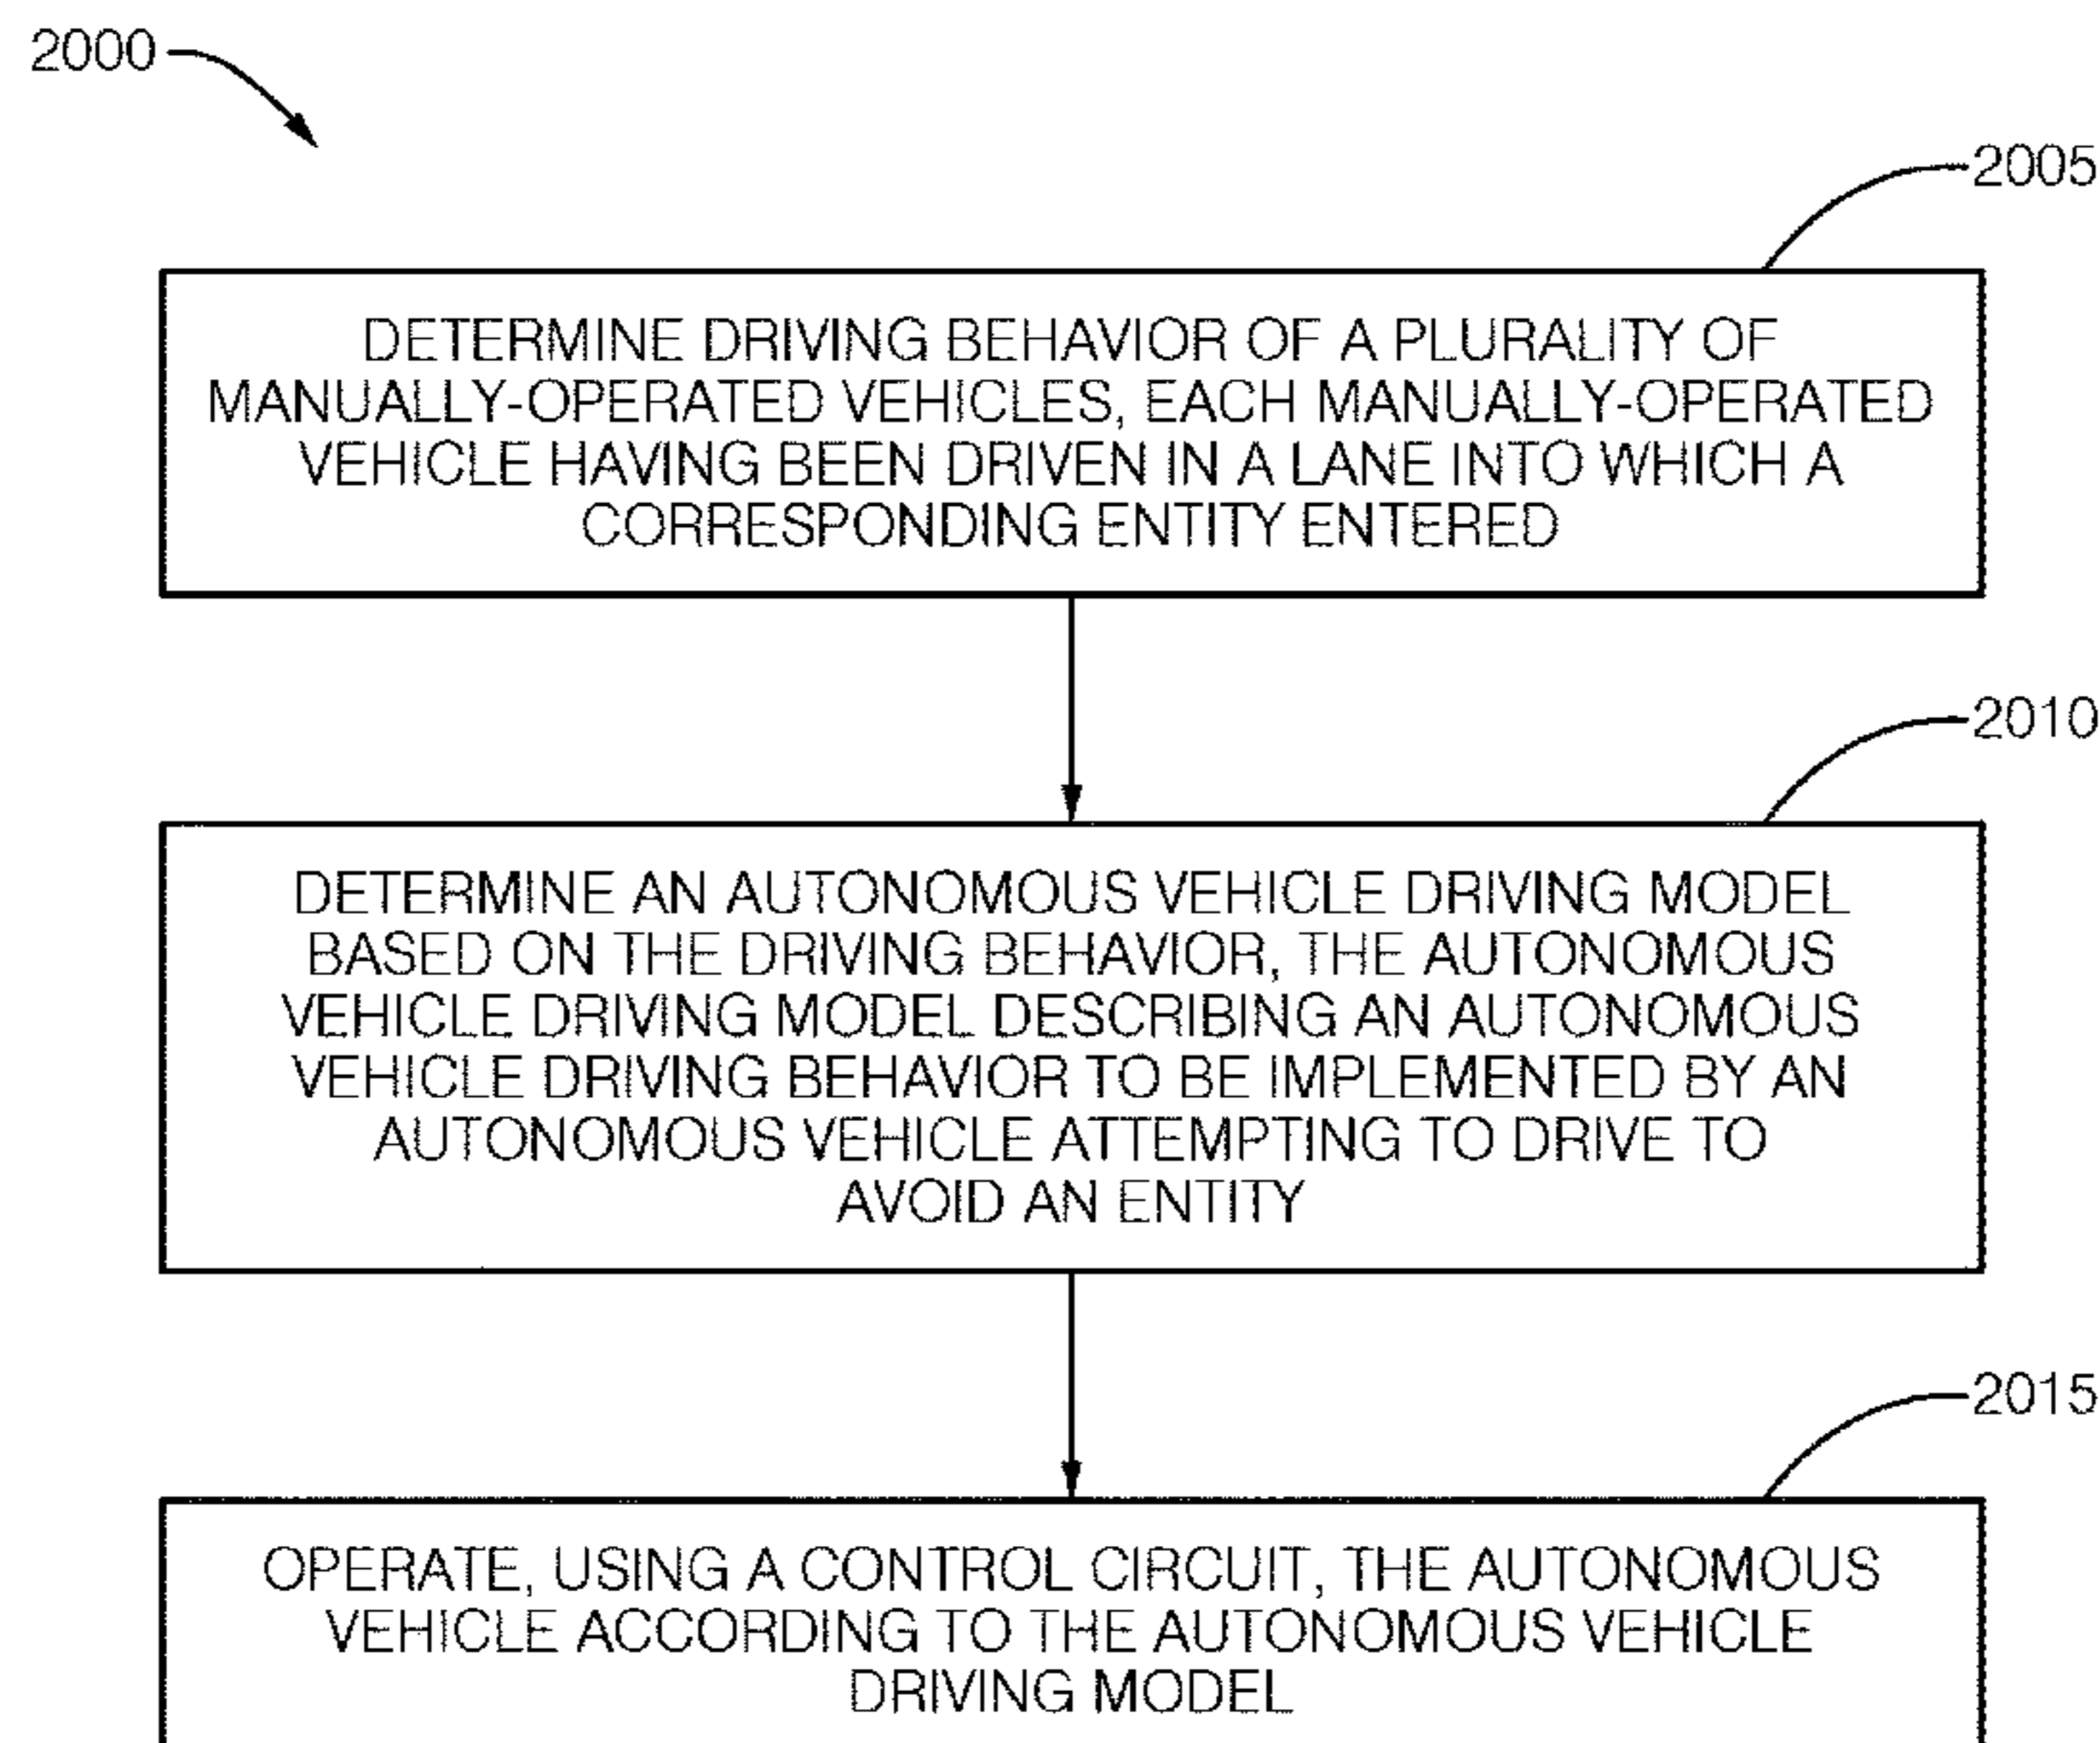 2000
2005
DETERMINE DRIVING BEHAVIOR OF A PLURALITY OF
MANUALLY-OPERATED VEHICLES, EACH MANUALLY-OPERATED
VEHICLE HAVING BEEN DRIVEN IN A LANE INTO WHICH A
CORRESPONDING ENTITY ENTERED
2010
DETERMINE AN AUTONOMOUS VEHICLE DRIVING MODEL
BASED ON THE DRIVING BEHAVIOR, THE AUTONOMOUS
VEHICLE DRIVING MODEL DESCRIBING AN AUTONOMOUS
VEHICLE DRIVING BEHAVIOR TO BE IMPLEMENTED BY AN
AUTONOMOUS VEHICLE ATTEMPTING TO DRIVE TO
AVOID AN ENTITY
2015
OPERATE, USING A CONTROL CIRCUIT, THE AUTONOMOUS
VEHICLE ACCORDING TO THE AUTONOMOUS VEHICLE
DRIVING MODEL